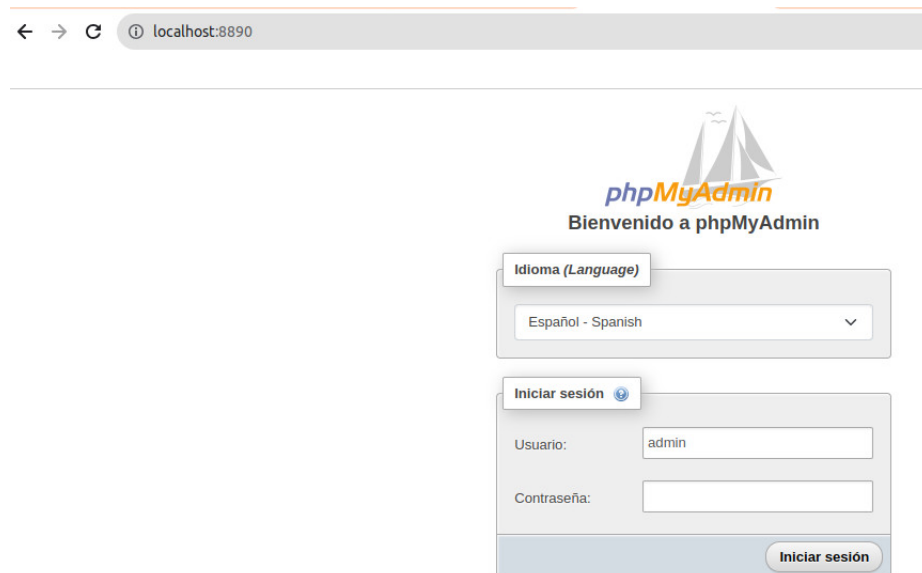 localhost:8890
phpMyAdmin
Bienvenido a phpMyAdmin
Idioma (Language)
Español - Spanish
Iniciar sesión
Usuario: admin
Contraseña:
Iniciar sesión